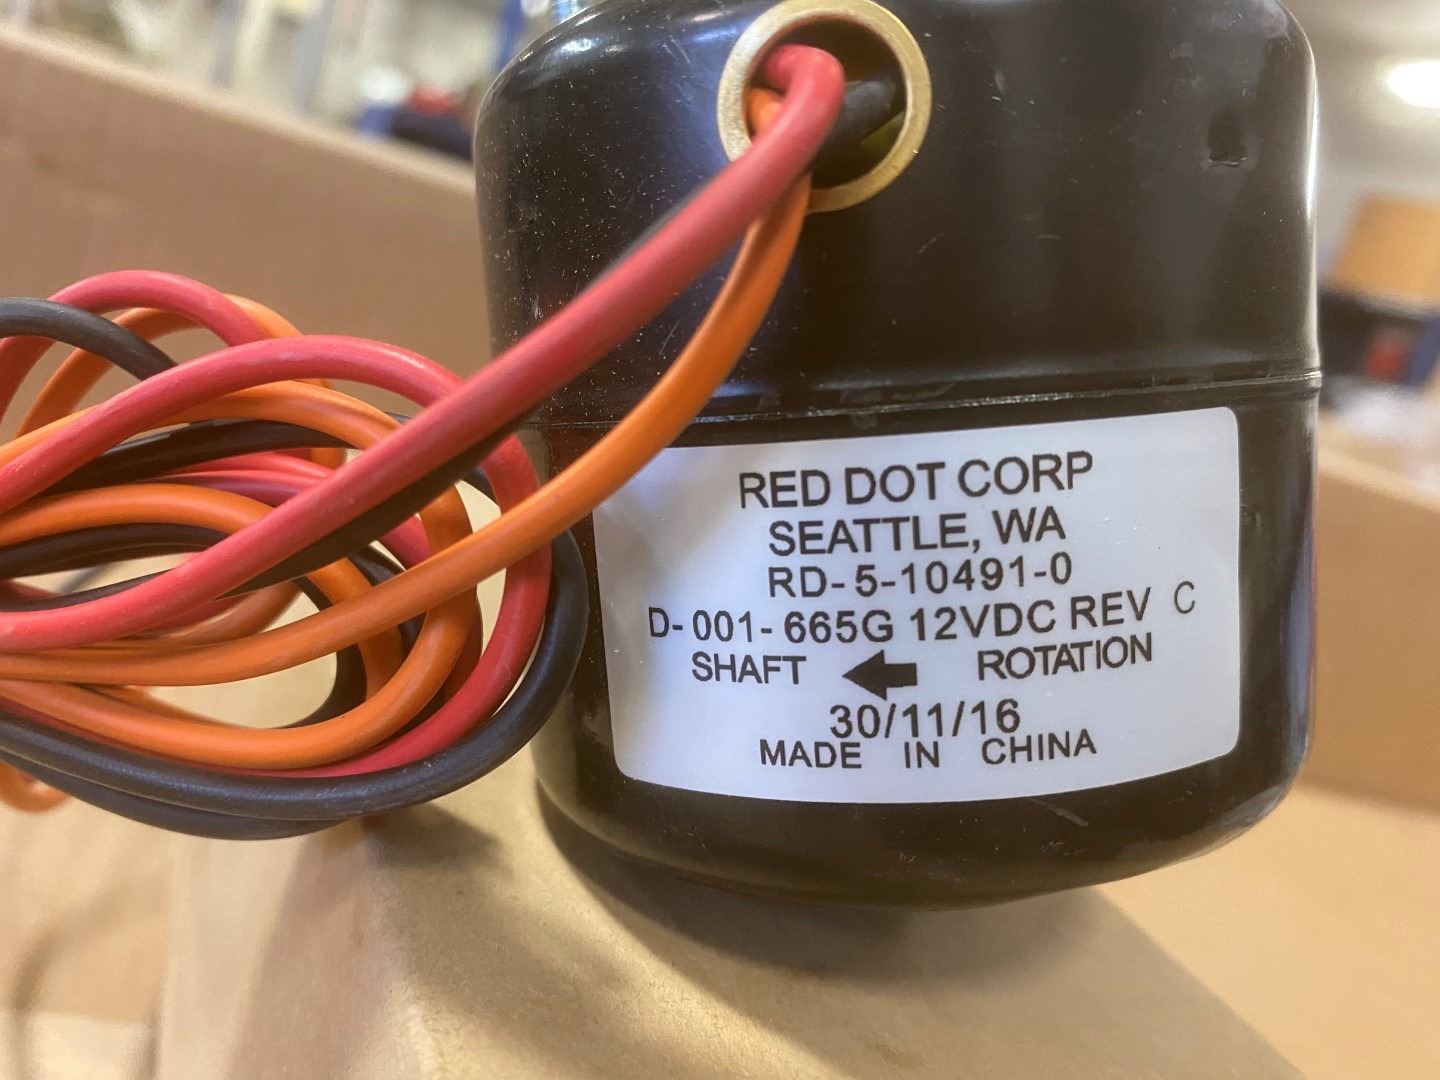 RED DOT CORP
SEATTLE, WA
RD- 5-10491-0
D- 001- 665G 12VDC REV C
SHAFT ROTATION
30/11/16
MADE IN CHINA